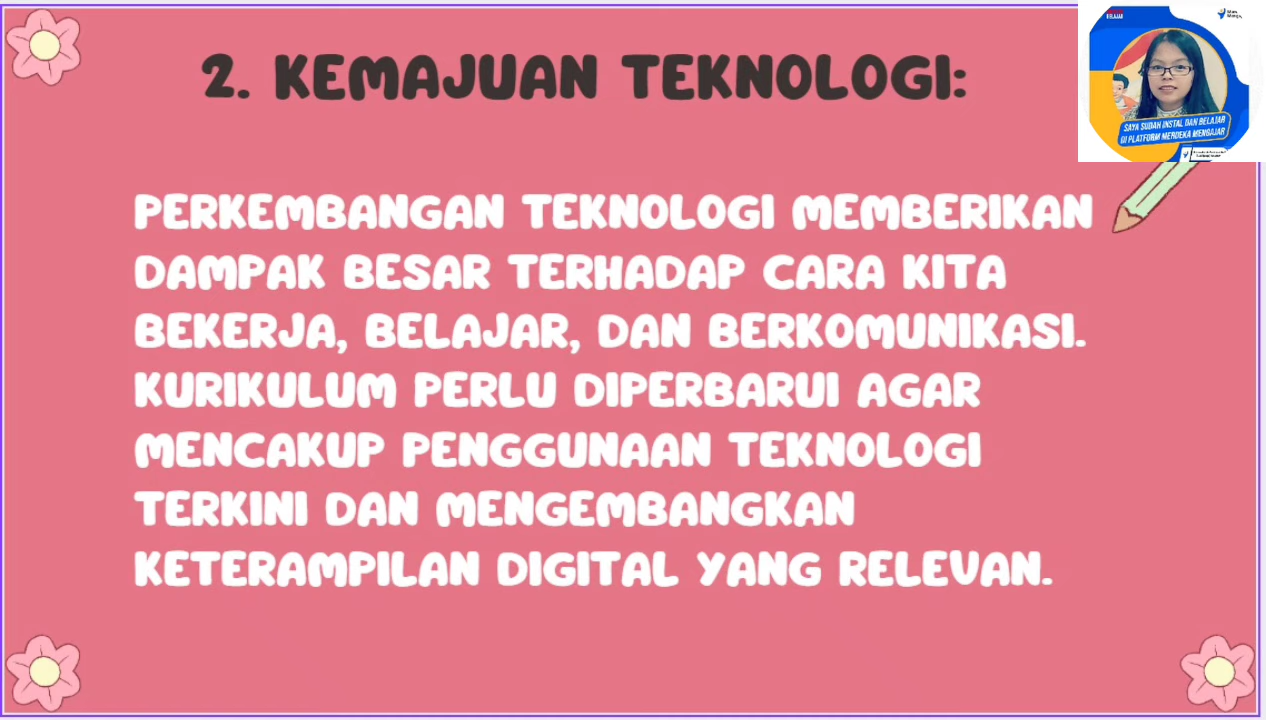 2. KEMAJUAN TEKNOLOGI:
PERKEMBANGAN TEKNOLOGI MEMBERIKAN
DAMPAK BESAR TERHADAP CARA KITA
BEKERJA, BELAJAR, DAN BERKOMUNIKASI.
KURIKULUM PERLU DIPERBARUI AGAR
MENCAKUP PENGGUNAAN TEKNOLOGI
TERKINI DAN MENGEMBANGKAN
KETERAMPILAN DIGITAL YANG RELEVAN.
BELAJAR
SAYA SUDAH INSTAL DAN BELAJAR
DI PLATFORM MERDEKA MENGAJAR